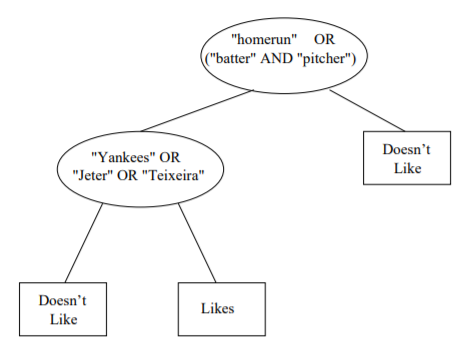 "homerun" OR
("batter" AND "pitcher")
"Yankees" OR
"Jeter" OR "Teixeira"
Doesn't
Like
Doesn't
Like
Likes